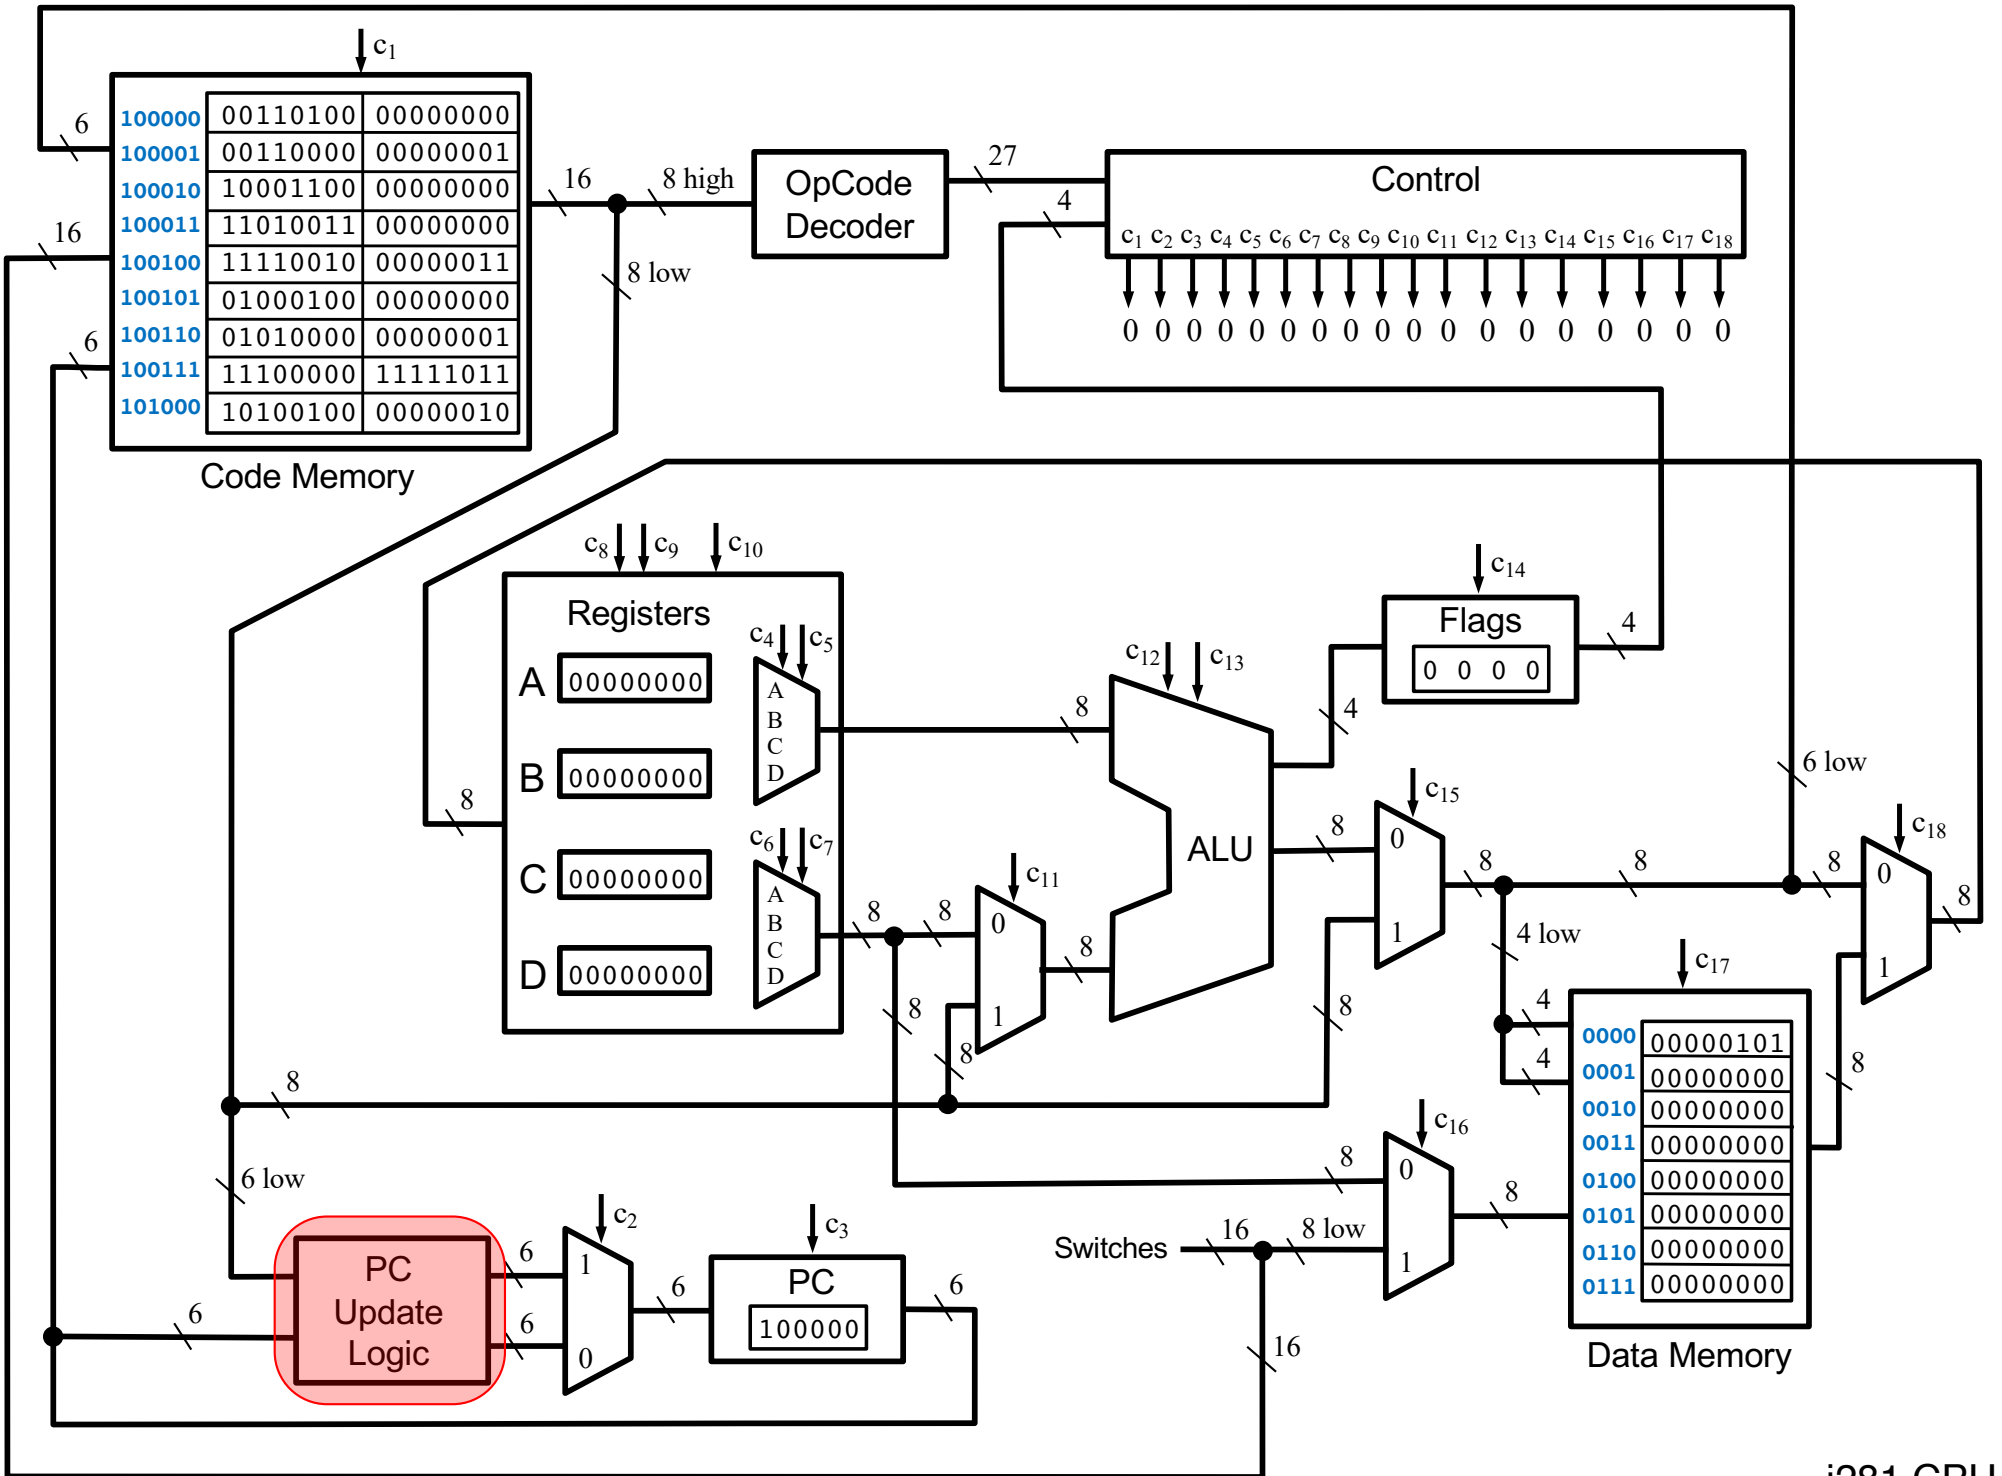 c1
6
16
6
100000 00110100 00000000
100001 00110000 00000001
100010 10001100 00000000
100011 11010011 00000000
100100 11110010 00000011
100101 01000100 00000000
100110 01010000 00000001
100111 11100000 11111011
101000 10100100 00000010
Code Memory
16
8 high
8 low
OpCode
Decoder
27
4
Control
c1 c2 c3 c4 c5 c6 c7 c8 c9 c10 c11 c12 c13 c14 c15 c16 c17 c18
0 0 0 0 0 0 0 0 0 0 0 0 0 0 0 0 0 0
c8 c9 c10
Registers
A 00000000
B 00000000
C 00000000
D 00000000
8
c4 c5
A
B
C
D
c6 c7
A
B
C
D
8
8
8
8
c11
0
1
8
8
c12 c13
ALU
4
c14
Flags
0 0 0 0
4
8
c15
0
1
8
8
8
6 low
8
4 low
c18
0
1
8
c17
4
4
0000 00000101
0001 00000000
0010 00000000
0011 00000000
0100 00000000
0101 00000000
0110 00000000
0111 00000000
Data Memory
8
8
6 low
PC
Update
Logic
6
6
6
c2
1
0
6
c3
PC
100000
6
Switches
16
8 low
16
8
c16
0
1
8
i281 CPU